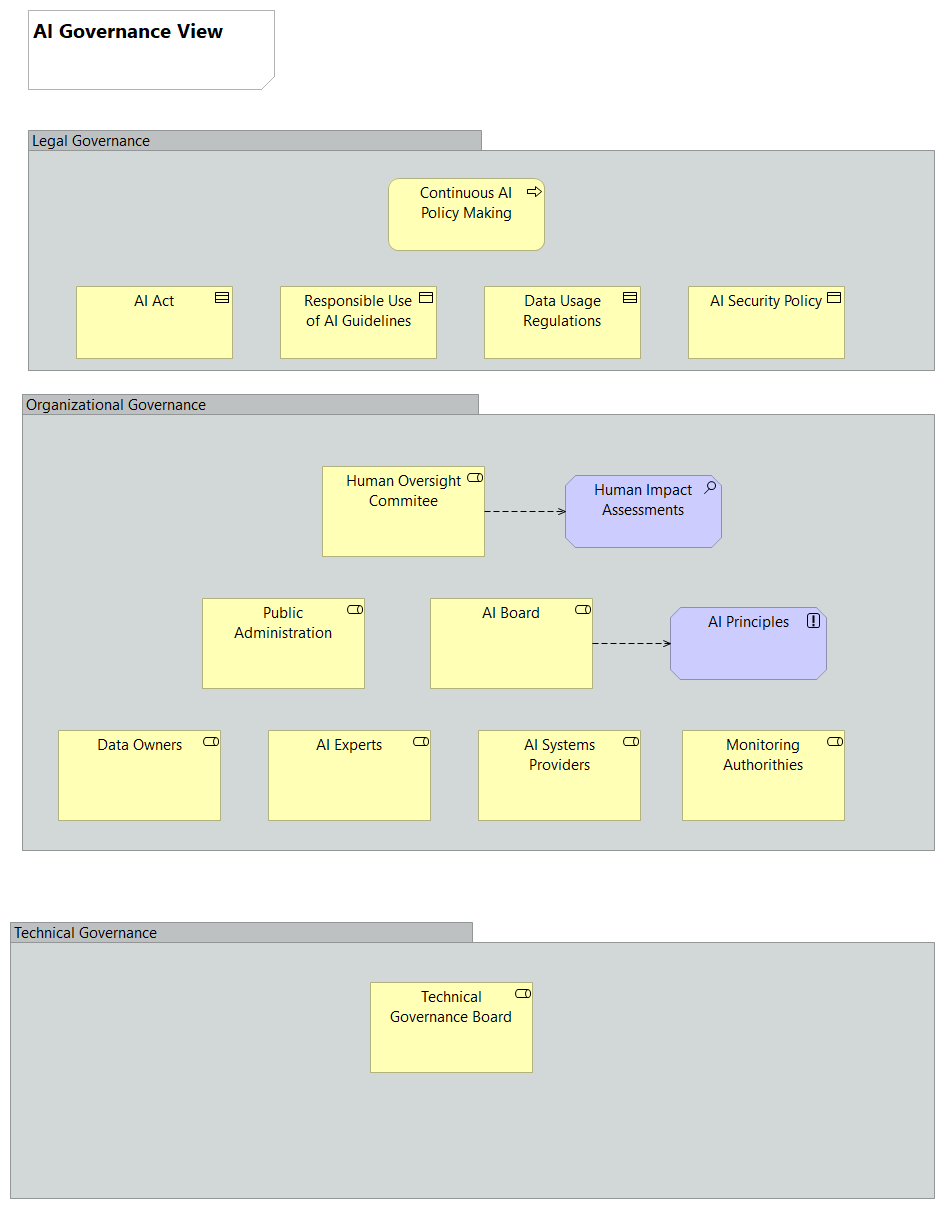 AI Governance View
Legal Governance
Continuous AI
Policy Making
AI Act
Responsible Use
of AI Guidelines
Data Usage
Regulations
AI Security Policy
Organizational Governance
Human Oversight
Commitee
Human Impact
Assessments
Public
Administration
AI Board
AI Principles
Data Owners
AI Experts
AI Systems
Providers
Monitoring
Authorithies
Technical Governance
Technical
Governance Board